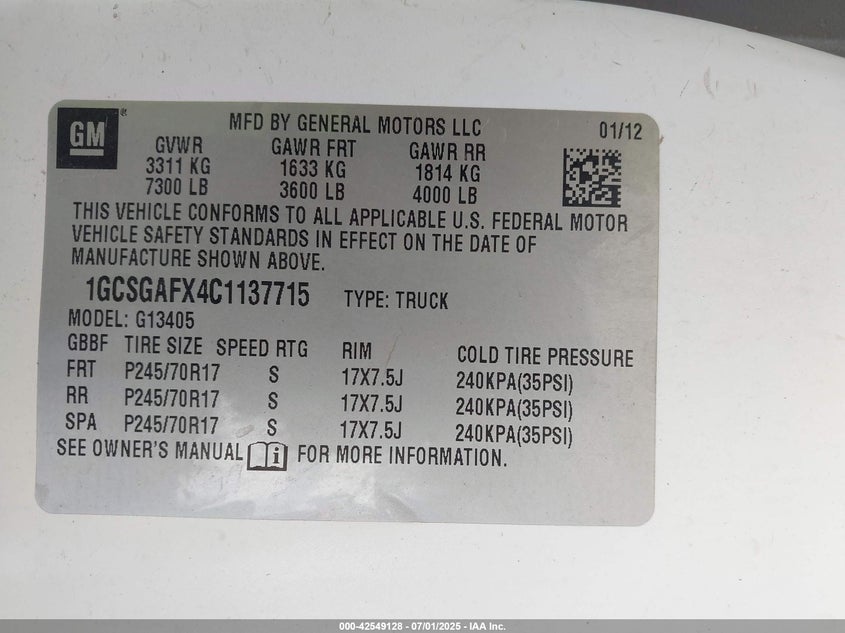 GM
MFD BY GENERAL MOTORS LLC 01/12
GVWR GAWR FRT GAWR RR
3311 KG 1633 KG 1814 KG
7300 LB 3600 LB 4000 LB
THIS VEHICLE CONFORMS TO ALL APPLICABLE U.S. FEDERAL MOTOR
VEHICLE SAFETY STANDARDS IN EFFECT ON THE DATE OF
MANUFACTURE SHOWN ABOVE.
1GCSGAFX4C1137715 TYPE: TRUCK
MODEL: G13405
GBBF TIRE SIZE SPEED RTG RIM COLD TIRE PRESSURE
FRT P245/70R17 S 17X7.5J 240KPA(35PSI)
RR P245/70R17 S 17X7.5J 240KPA(35PSI)
SPA P245/70R17 S 17X7.5J 240KPA(35PSI)
SEE OWNER'S MANUAL i FOR MORE INFORMATION.
000-42549128 - 07/01/2025 - IAA Inc.